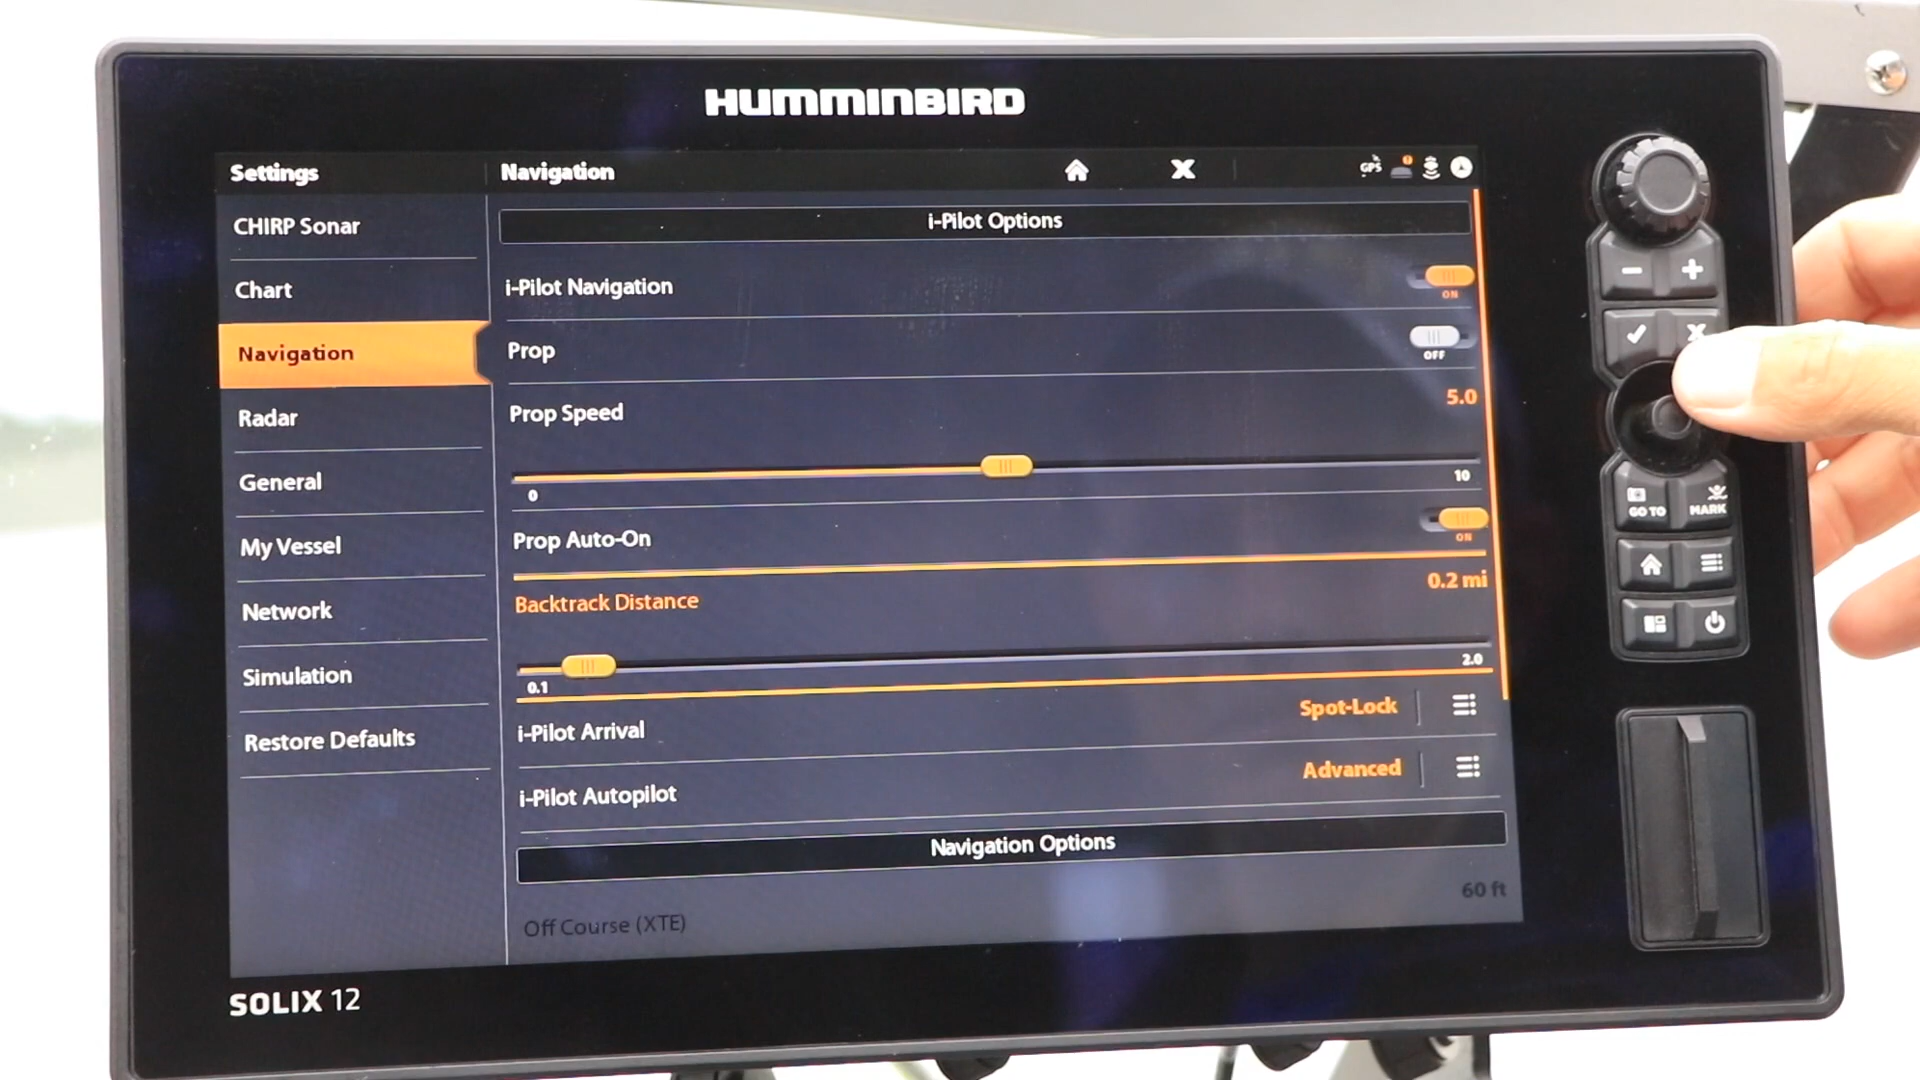 HUMMINBIRD
Settings
Navigation
GPS
CHIRP Sonar
Chart
Navigation
Radar
General
My Vessel
Network
Simulation
Restore Defaults
i-Pilot Options
i-Pilot Navigation
ON
Prop
OFF
Prop Speed
5.0
0
10
Prop Auto-On
ON
Backtrack Distance
0.2 mi
0.1
2.0
i-Pilot Arrival
Spot-Lock
i-Pilot Autopilot
Advanced
Navigation Options
Off Course (XTE)
60 ft
GO TO
MARK
SOLIX 12